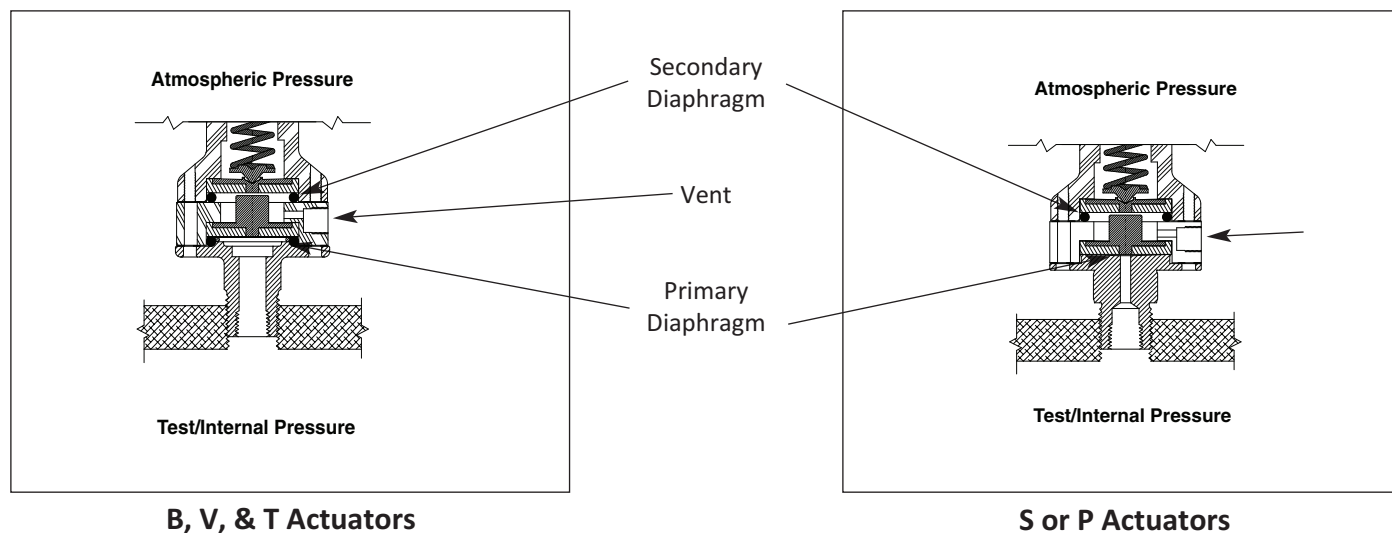 Atmospheric Pressure
Test/Internal Pressure
B, V, & T Actuators
Secondary
Diaphragm
Vent
Primary
Diaphragm
Atmospheric Pressure
Test/Internal Pressure
S or P Actuators